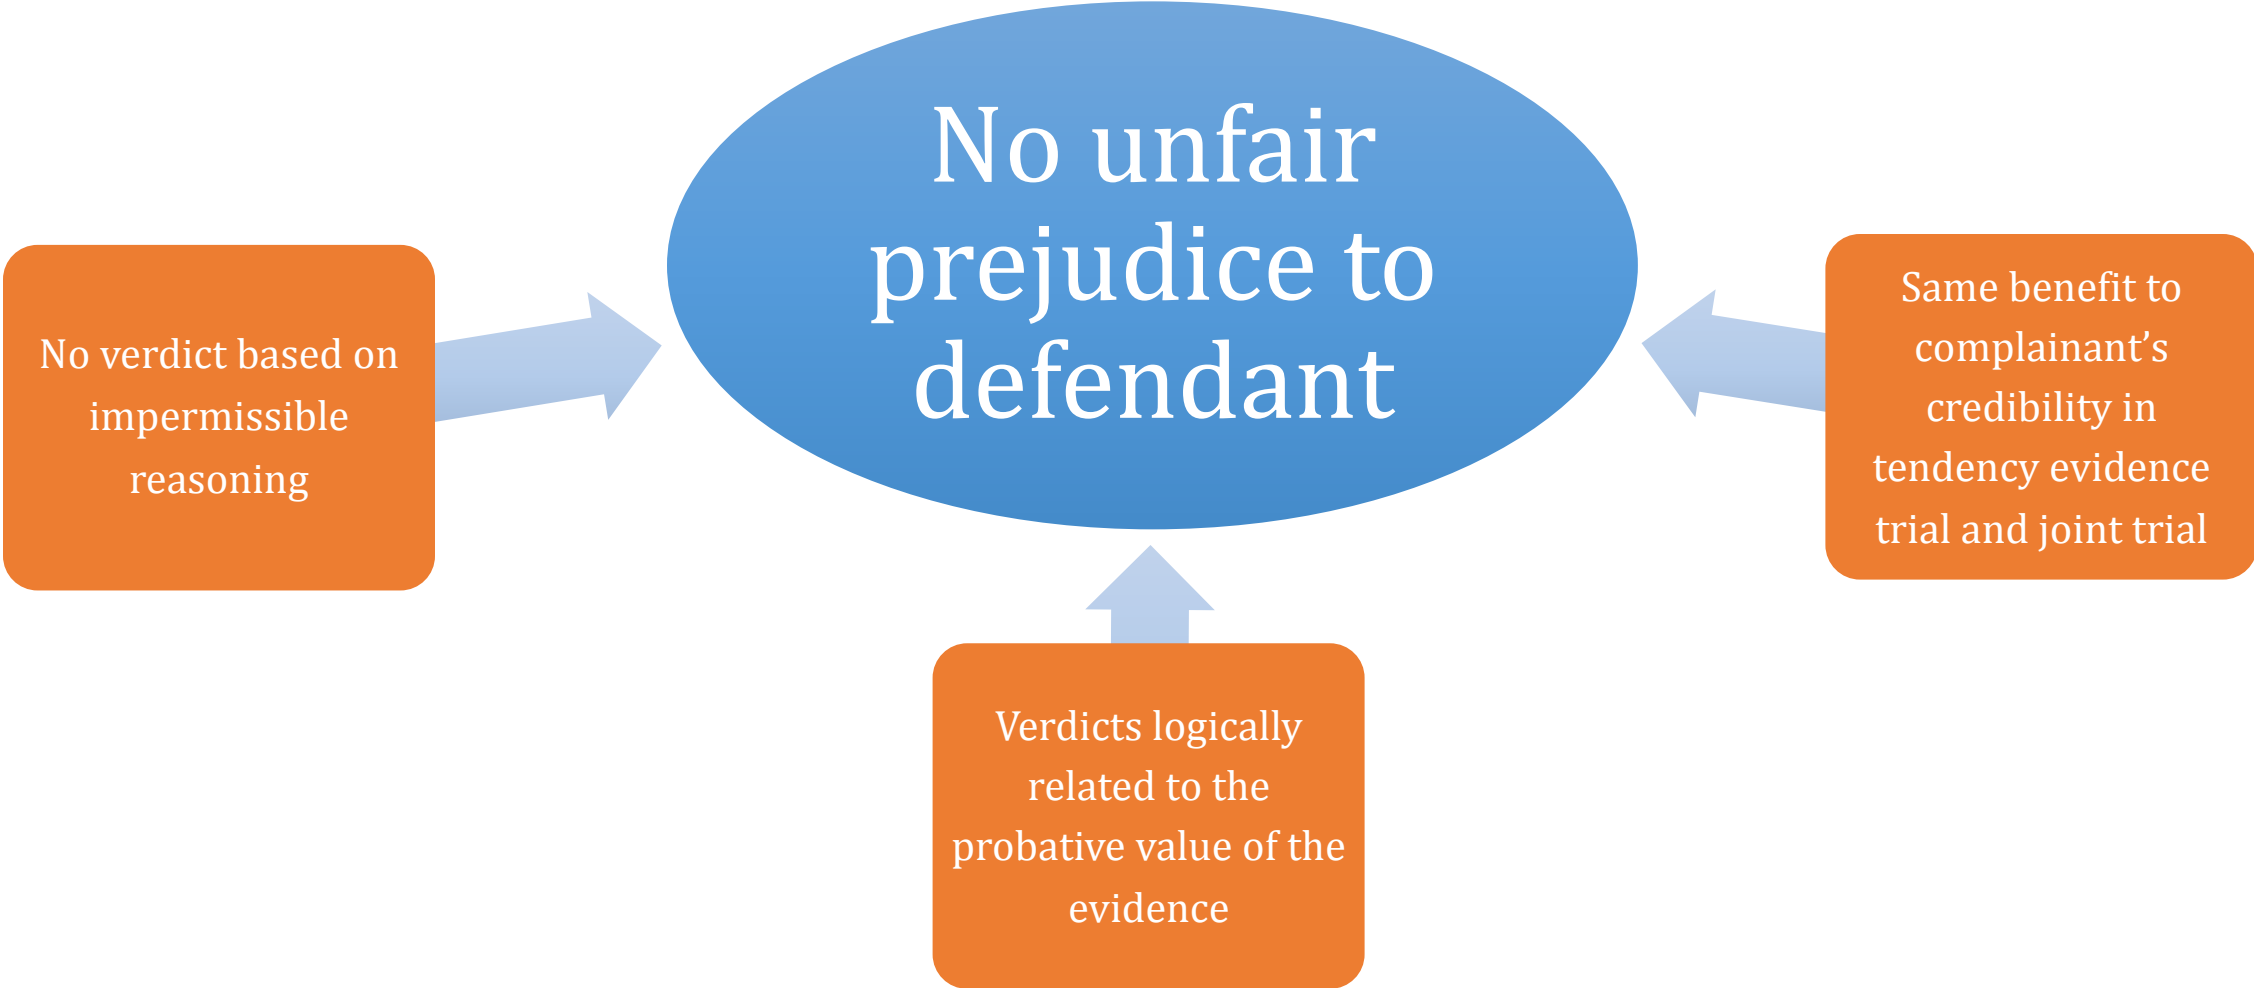 No unfair
prejudice to
defendant
No verdict based on
impermissible
reasoning
Same benefit to
complainant’s
credibility in
tendency evidence
trial and joint trial
Verdicts logically
related to the
probative value of the
evidence